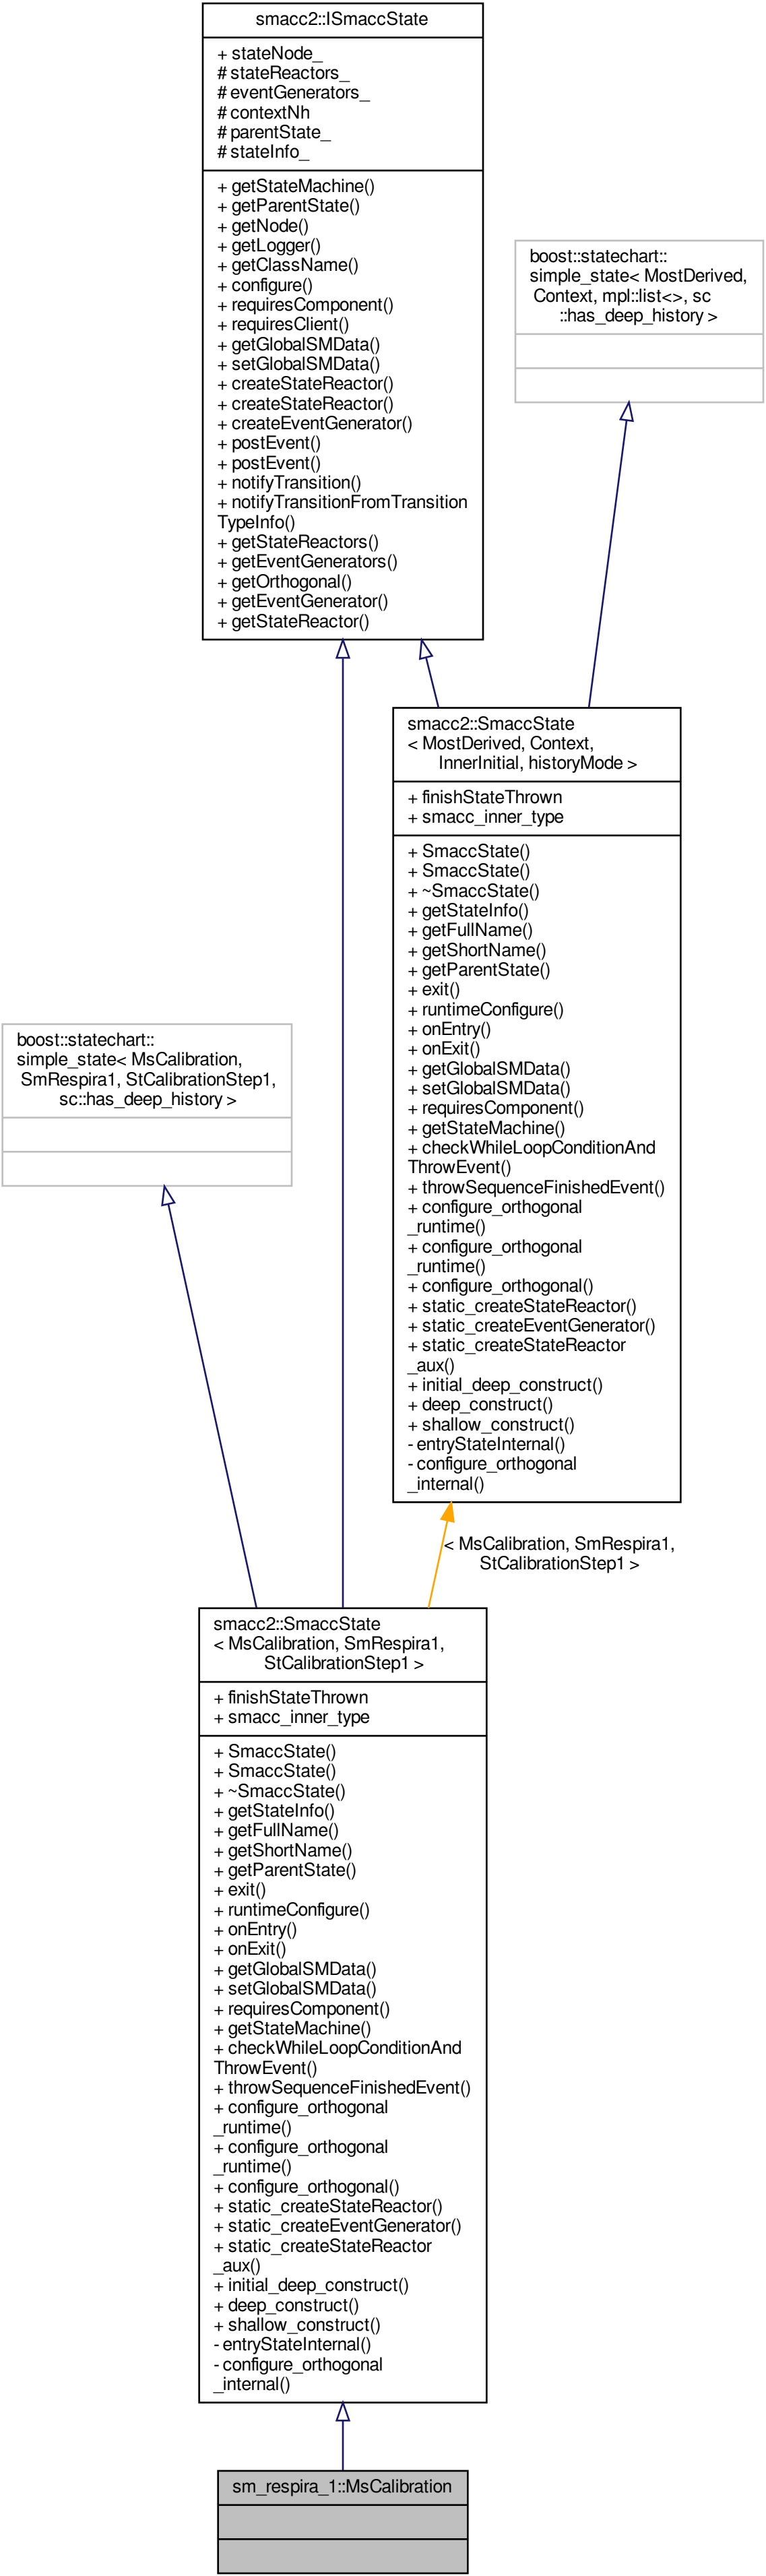 smacc2::ISmaccState
+ stateNode_
# stateReactors_
# eventGenerators_
# contextNh
# parentState_
# stateInfo_
+ getStateMachine()
+ getParentState()
+ getNode()
+ getLogger()
+ getClassName()
+ configure()
+ requiresComponent()
+ requiresClient()
+ getGlobalSMData()
+ setGlobalSMData()
+ createStateReactor()
+ createStateReactor()
+ createEventGenerator()
+ postEvent()
+ postEvent()
+ notifyTransition()
+ notifyTransitionFromTransition
TypeInfo()
+ getStateReactors()
+ getEventGenerators()
+ getOrthogonal()
+ getEventGenerator()
+ getStateReactor()
boost::statechart::
simple_state< MostDerived,
Context, mpl::list<>, sc
::has_deep_history >
smacc2::SmaccState
< MostDerived, Context,
InnerInitial, historyMode >
+ finishStateThrown
+ smacc_inner_type
+ SmaccState()
+ SmaccState()
+ ~SmaccState()
+ getStateInfo()
+ getFullName()
+ getShortName()
+ getParentState()
+ exit()
+ runtimeConfigure()
+ onEntry()
+ onExit()
+ getGlobalSMData()
+ setGlobalSMData()
+ requiresComponent()
+ getStateMachine()
+ checkWhileLoopConditionAnd
ThrowEvent()
+ throwSequenceFinishedEvent()
+ configure_orthogonal
_runtime()
+ configure_orthogonal
_runtime()
+ configure_orthogonal()
+ static_createStateReactor()
+ static_createEventGenerator()
+ static_createStateReactor
_aux()
+ initial_deep_construct()
+ deep_construct()
+ shallow_construct()
- entryStateInternal()
- configure_orthogonal
_internal()
boost::statechart::
simple_state< MsCalibration,
SmRespira1, StCalibrationStep1,
sc::has_deep_history >
< MsCalibration, SmRespira1,
StCalibrationStep1 >
smacc2::SmaccState
< MsCalibration, SmRespira1,
StCalibrationStep1 >
+ finishStateThrown
+ smacc_inner_type
+ SmaccState()
+ SmaccState()
+ ~SmaccState()
+ getStateInfo()
+ getFullName()
+ getShortName()
+ getParentState()
+ exit()
+ runtimeConfigure()
+ onEntry()
+ onExit()
+ getGlobalSMData()
+ setGlobalSMData()
+ requiresComponent()
+ getStateMachine()
+ checkWhileLoopConditionAnd
ThrowEvent()
+ throwSequenceFinishedEvent()
+ configure_orthogonal
_runtime()
+ configure_orthogonal
_runtime()
+ configure_orthogonal()
+ static_createStateReactor()
+ static_createEventGenerator()
+ static_createStateReactor
_aux()
+ initial_deep_construct()
+ deep_construct()
+ shallow_construct()
- entryStateInternal()
- configure_orthogonal
_internal()
sm_respira_1::MsCalibration